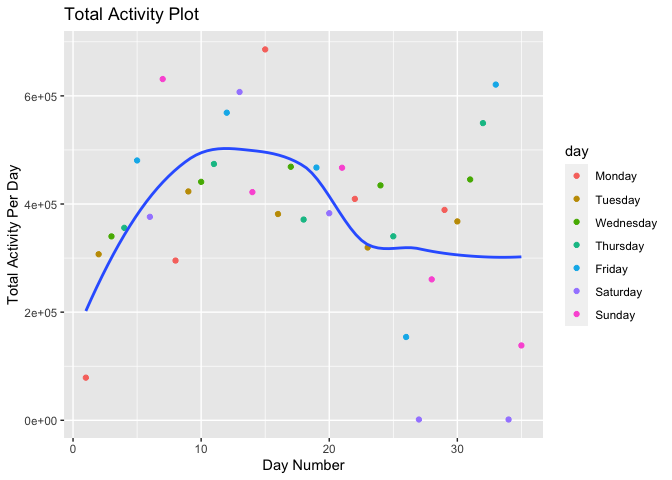 Total Activity Plot
Total Activity Per Day
6e+05
4e+05
2e+05
0e+00
0
10
20
30
Day Number
day
Monday
Tuesday
Wednesday
Thursday
Friday
Saturday
Sunday